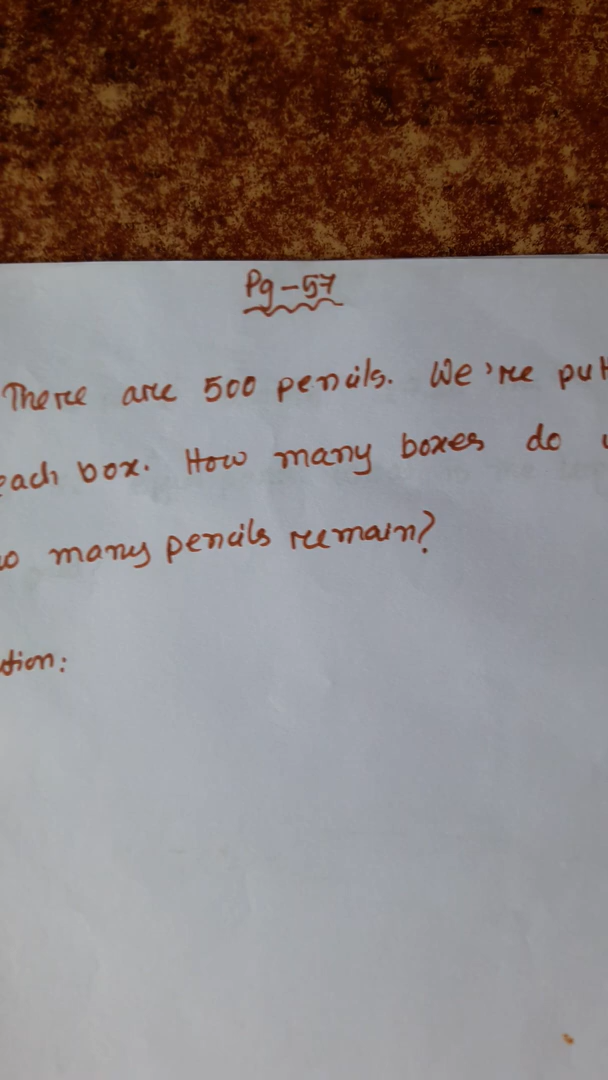 Pg-57
There are 500 pencils. We're put
each box. How many boxes do
many pencils remain?
tion: